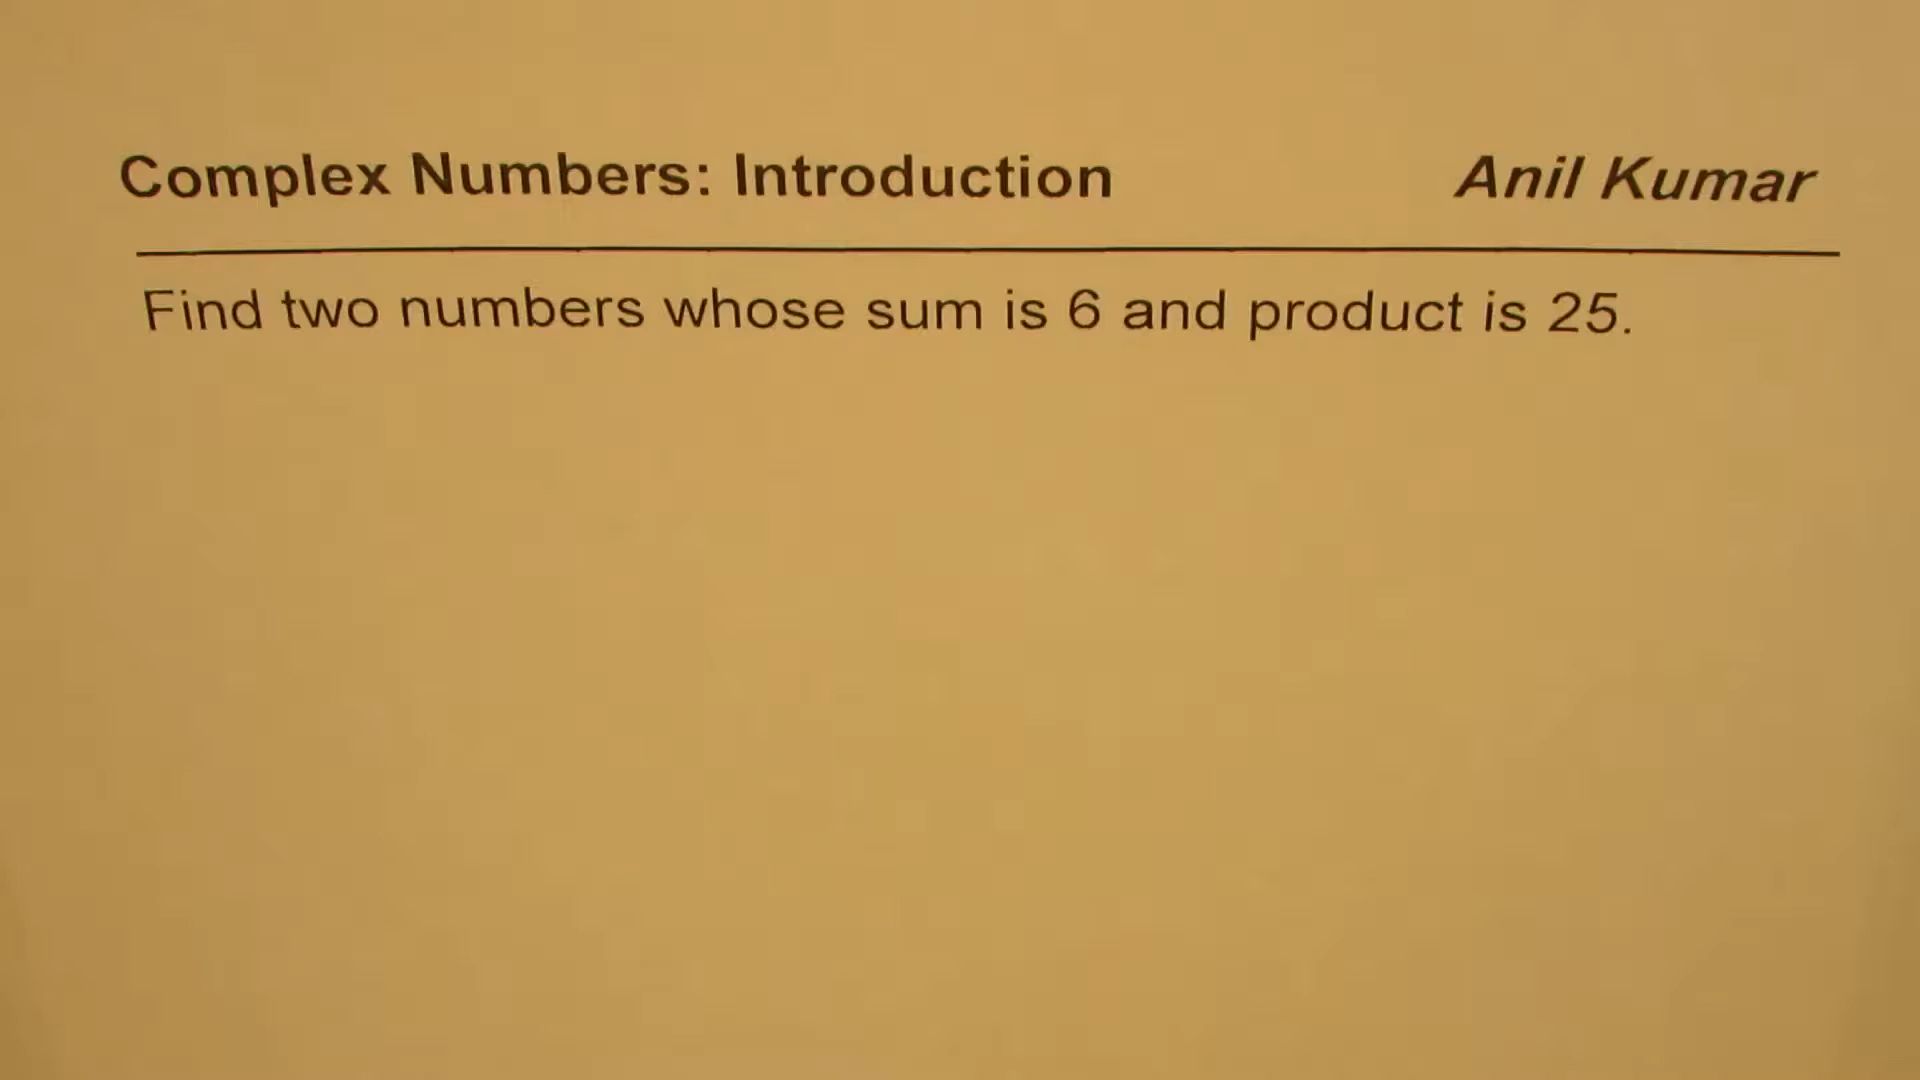 Complex Numbers: Introduction Anil Kumar
Find two numbers whose sum is 6 and product is 25.